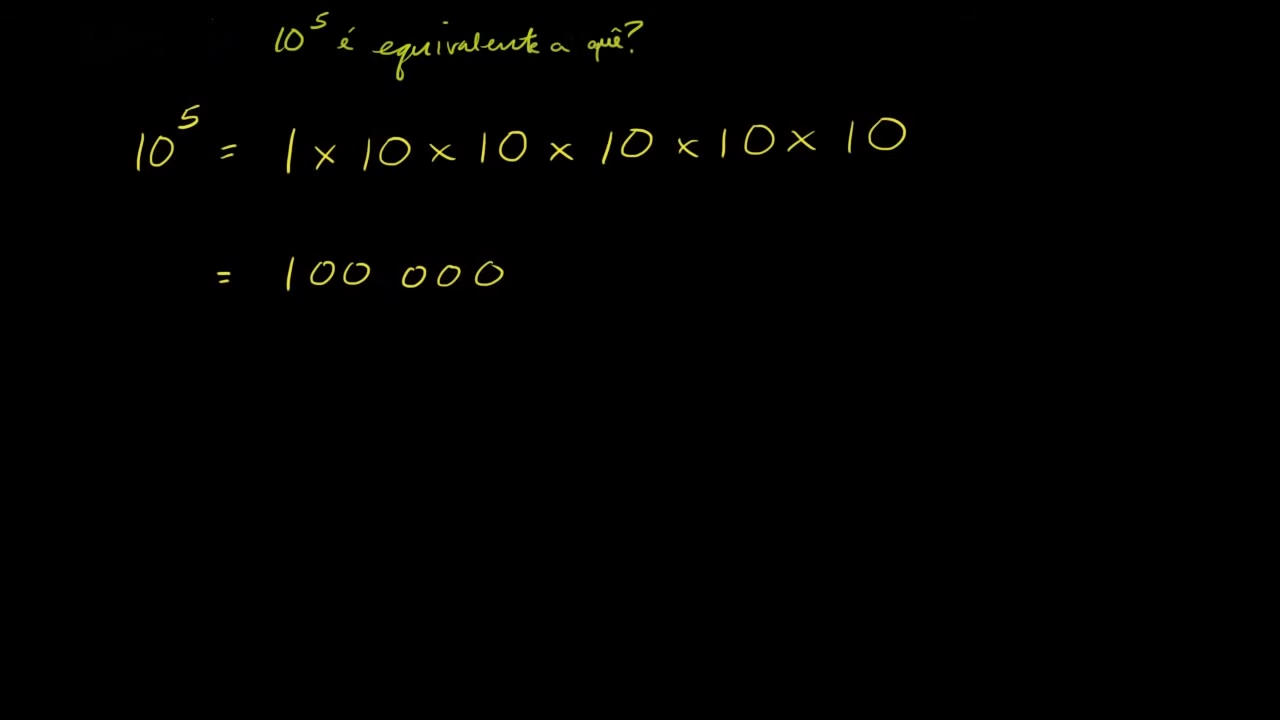 10⁵ é equivalente a quê?
10⁵ = 1 × 10 × 10 × 10 × 10 × 10
= 100 000